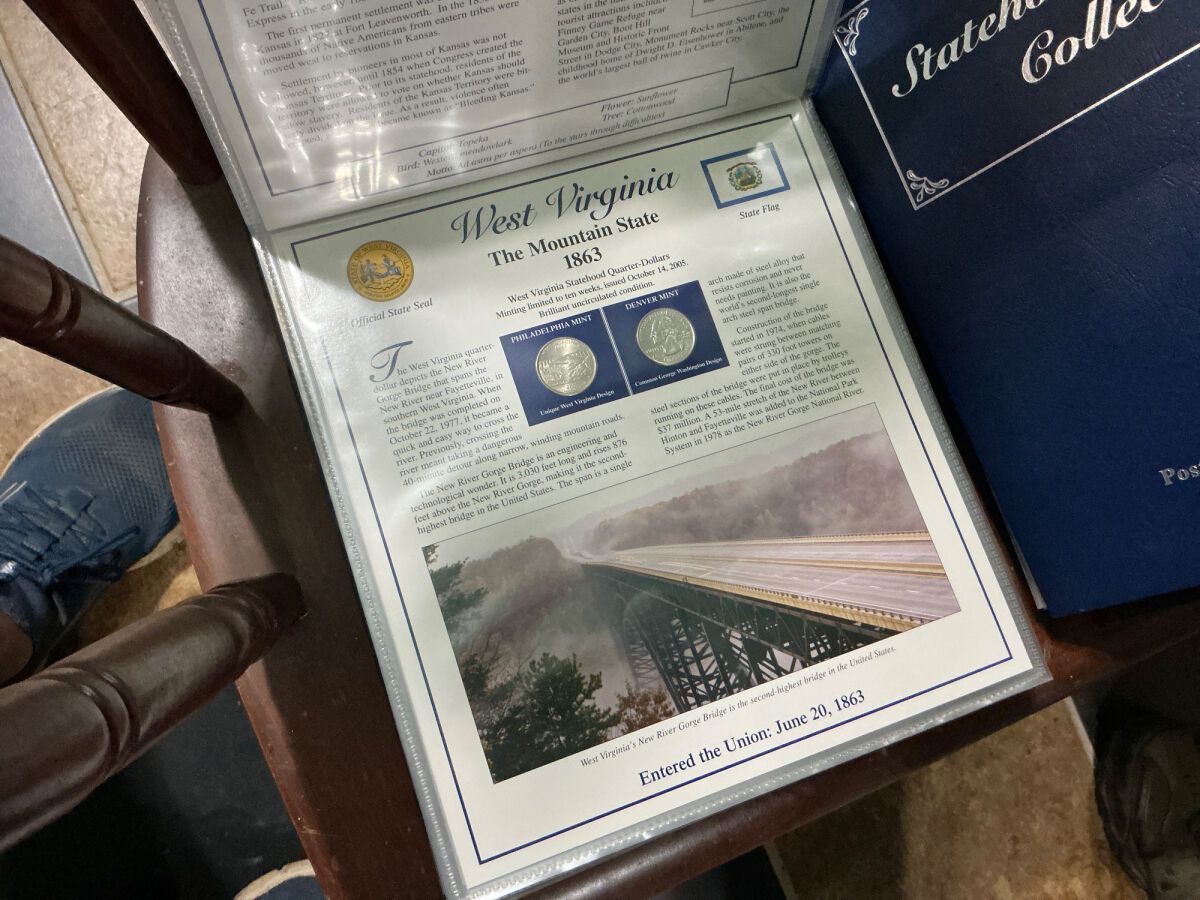 Fe Trail.
Express in the early
The first permanent settlement was
Kansas in 1827 at Fort Leavenworth. In the 1830s
thousands of Native Americans from eastern tribes were
moved west to reservations in Kansas.
Settlement by pioneers in most of Kansas was not
allowed, however, until 1854 when Congress created the
Kansas Territory. Prior to its statehood, residents of the
territory were allowed to vote on whether Kansas should
allow slavery. Residents of the Kansas Territory were bit-
terly divided on the issue. As a result, violence often
became known as "Bleeding Kansas."
states in the
tourist attractions include
Finney Game Refuge near
Garden City, Boot Hill
Museum and Historic Front
Street in Dodge City, Monument Rocks near Scott City, the
childhood home of Dwight D. Eisenhower in Abilene, and
the world's largest ball of twine in Cawker City.
Capital: Topeka
Flower: Sunflower
Bird: Western Meadowlark
Tree: Cottonwood
Motto: Ad astra per aspera (To the stars through difficulties)
West Virginia
The Mountain State
1863
State Flag
Official State Seal
West Virginia Statehood Quarter-Dollars
Minting limited to ten weeks, issued October 14, 2005.
Brilliant uncirculated condition.
PHILADELPHIA MINT
Unique West Virginia Design
DENVER MINT
Common George Washington Design
The West Virginia quarter-
dollar depicts the New River
Gorge Bridge that spans the
New River near Fayetteville, in
southern West Virginia. When
the bridge was completed on
October 22, 1977, it became a
quick and easy way to cross the
river. Previously, crossing the
river meant taking a dangerous
40-minute detour along narrow, winding mountain roads.
The New River Gorge Bridge is an engineering and
technological wonder. It is 3,030 feet long and rises 876
feet above the New River Gorge, making it the second-
highest bridge in the United States. The span is a single
arch made of steel alloy that
resists corrosion and never
needs painting. It is also the
world's second-longest single
arch steel span bridge.
Construction of the bridge
started in 1974, when cables
were strung between matching
pairs of 330 foot towers on
either side of the gorge. The
steel sections of the bridge were put in place by trolleys
running on these cables. The final cost of the bridge was
$37 million. A 53-mile stretch of the New River between
Hinton and Fayetteville was added to the National Park
System in 1978 as the New River Gorge National River.
West Virginia's New River Gorge Bridge is the second-highest bridge in the United States.
Entered the Union: June 20, 1863